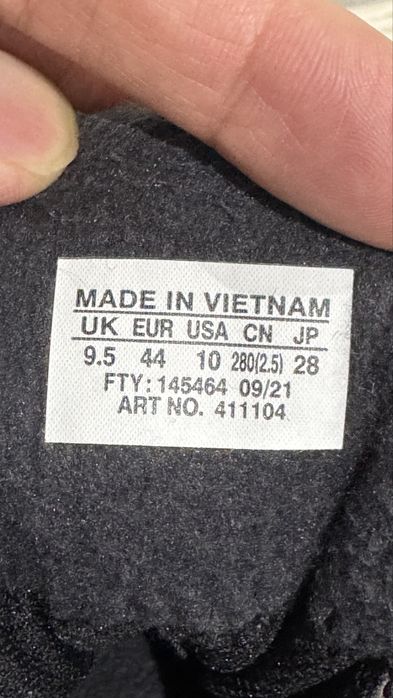 MADE IN VIETNAM
UK EUR USA CN JP
9.5 44 10 280(2.5) 28
FTY: 145464 09/21
ART NO. 411104